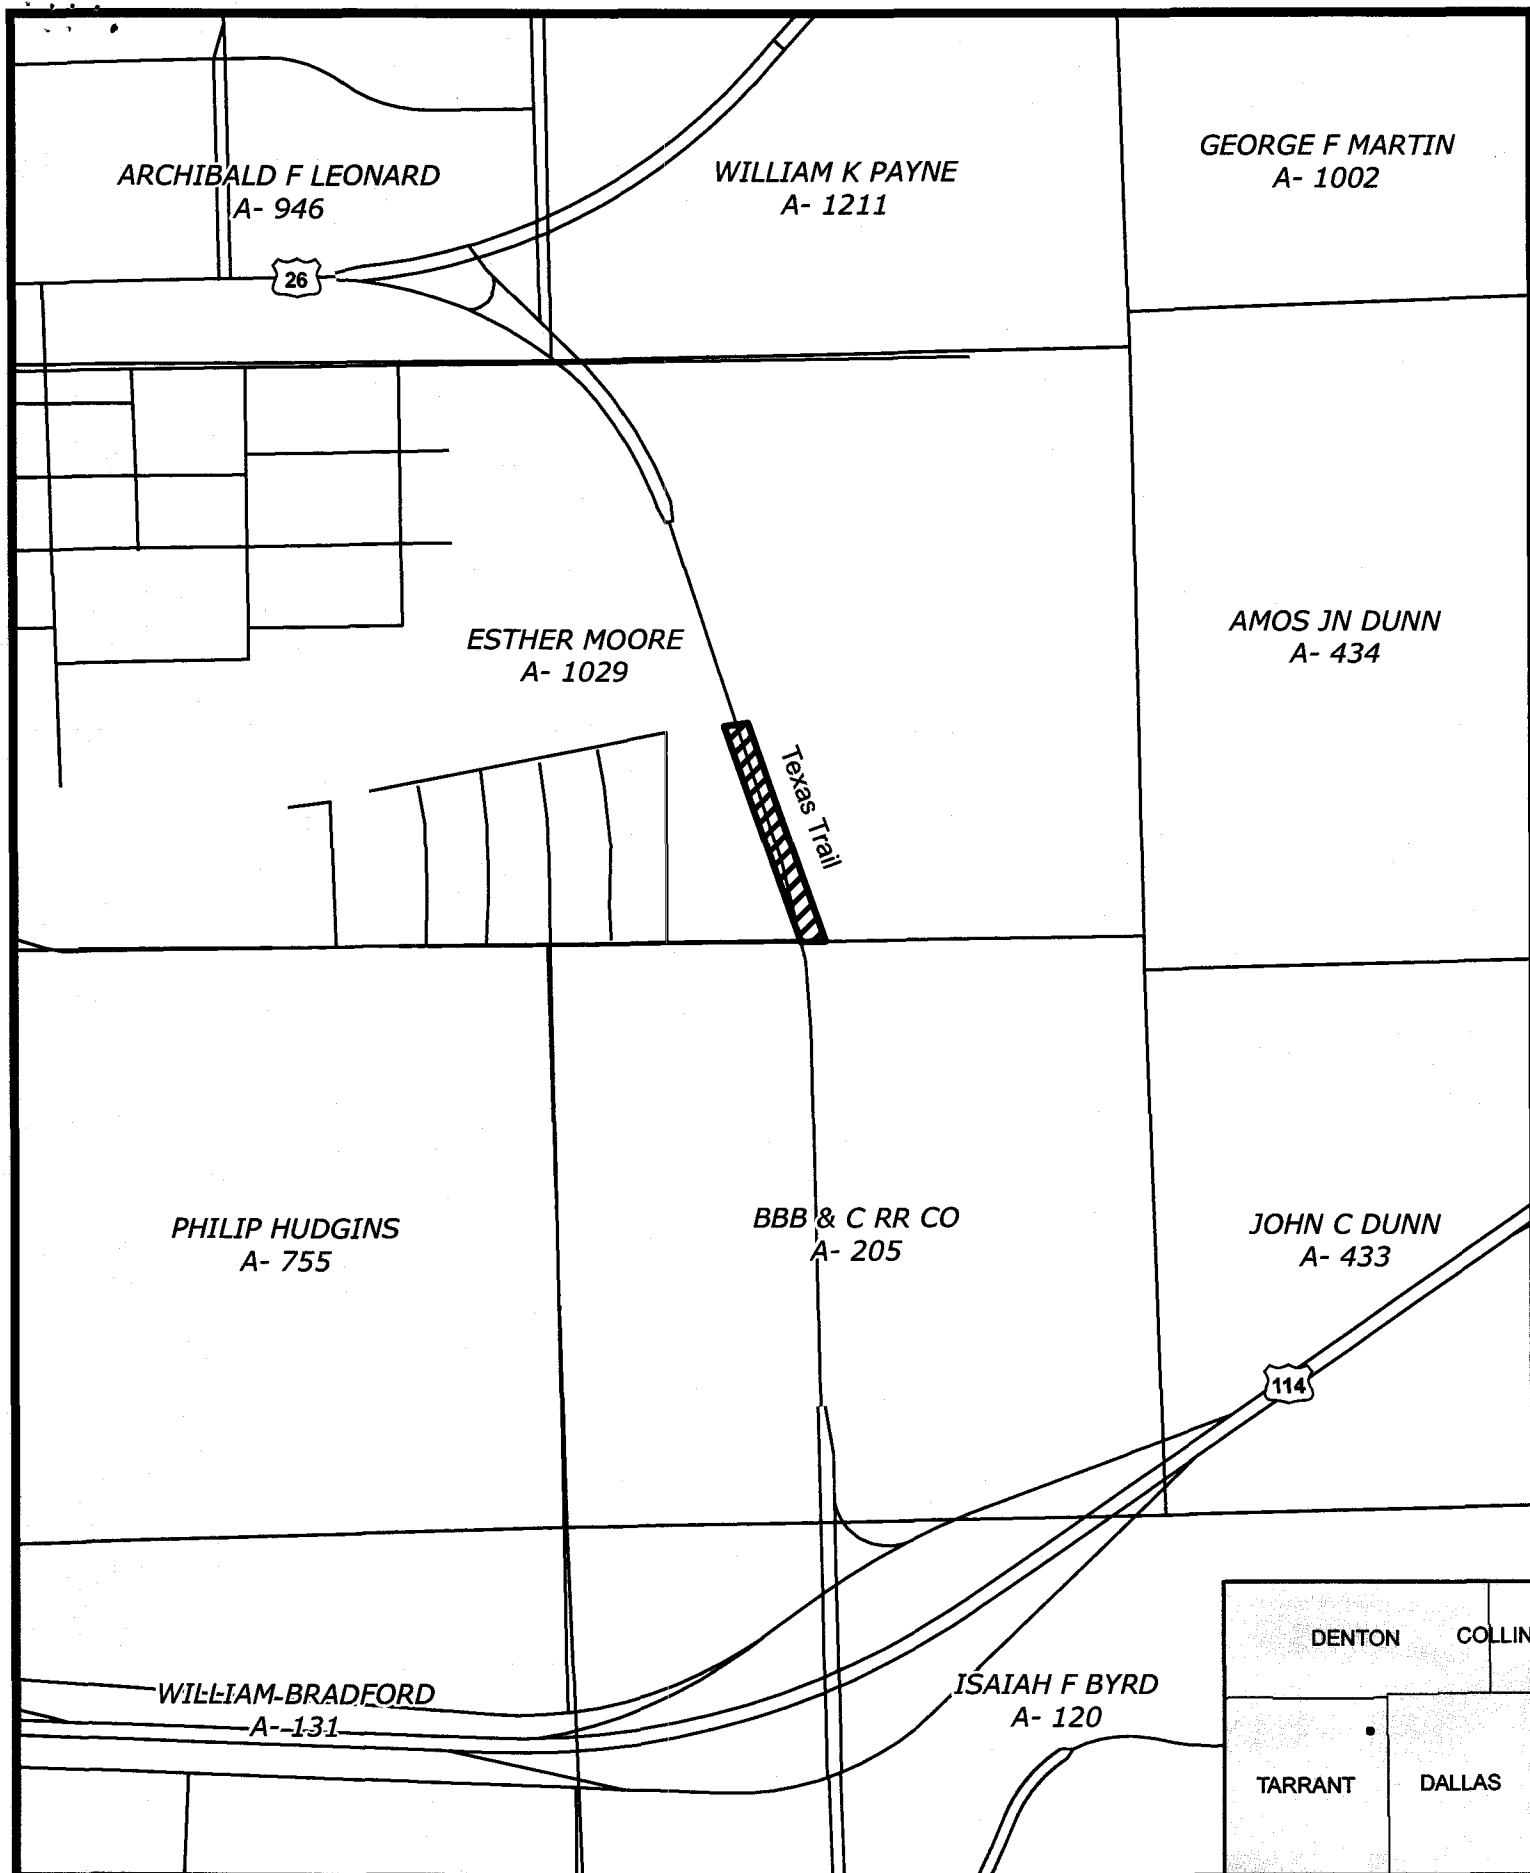 ARCHIBALD F LEONARD
A- 946
WILLIAM K PAYNE
A- 1211
GEORGE F MARTIN
A- 1002
26
ESTHER MOORE
A- 1029
AMOS JN DUNN
A- 434
Texas Trail
PHILIP HUDGINS
A- 755
BBB & C RR CO
A- 205
JOHN C DUNN
A- 433
114
WILLIAM BRADFORD
A- 131
ISAIAH F BYRD
A- 120
DENTON
COLLIN
TARRANT
DALLAS